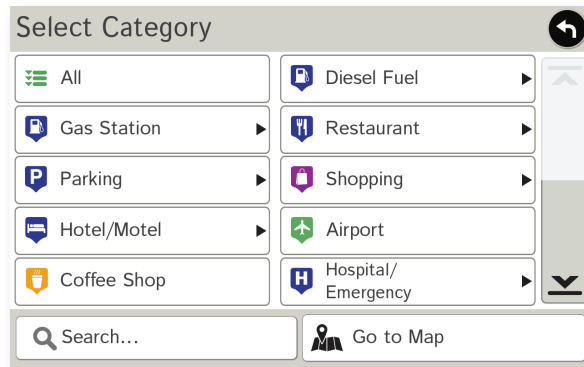 Select Category
All
Diesel Fuel
Gas Station
Restaurant
P
Parking
Shopping
Hotel/Motel
Airport
Coffee Shop
H
Hospital/
Emergency
Search...
Go to Map